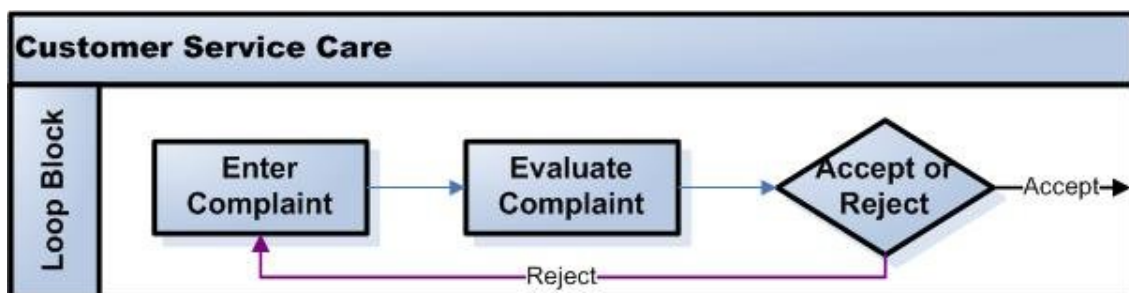 Customer Service Care
Loop Block
Enter
Complaint
Evaluate
Complaint
Accept or
Reject
Accept
Reject